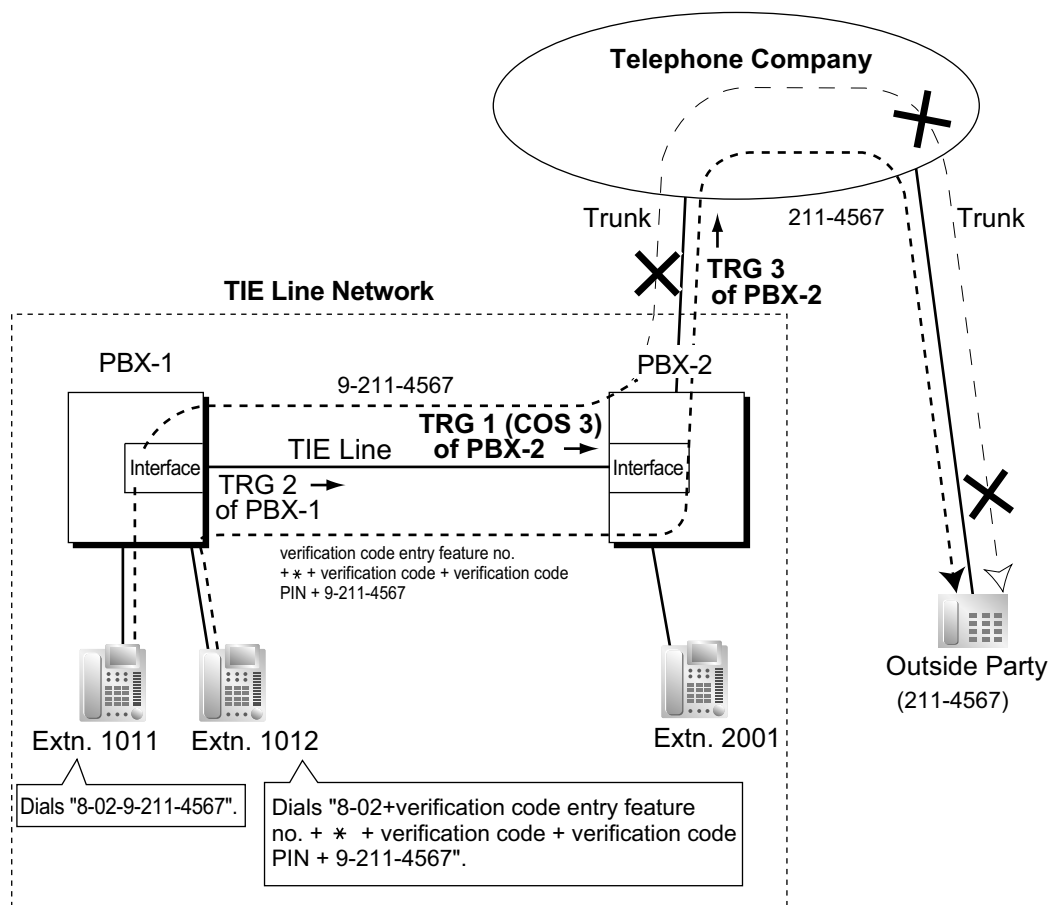 Telephone Company
Trunk
211-4567
Trunk
TRG 3
of PBX-2
TIE Line Network
PBX-1
PBX-2
9-211-4567
TRG 1 (COS 3)
of PBX-2
TIE Line
Interface
Interface
TRG 2
of PBX-1
verification code entry feature no.
+ * + verification code + verification code
PIN + 9-211-4567
Outside Party
(211-4567)
Extn. 1011
Extn. 1012
Extn. 2001
Dials "8-02-9-211-4567".
Dials "8-02+verification code entry feature
no. + * + verification code + verification code
PIN + 9-211-4567".